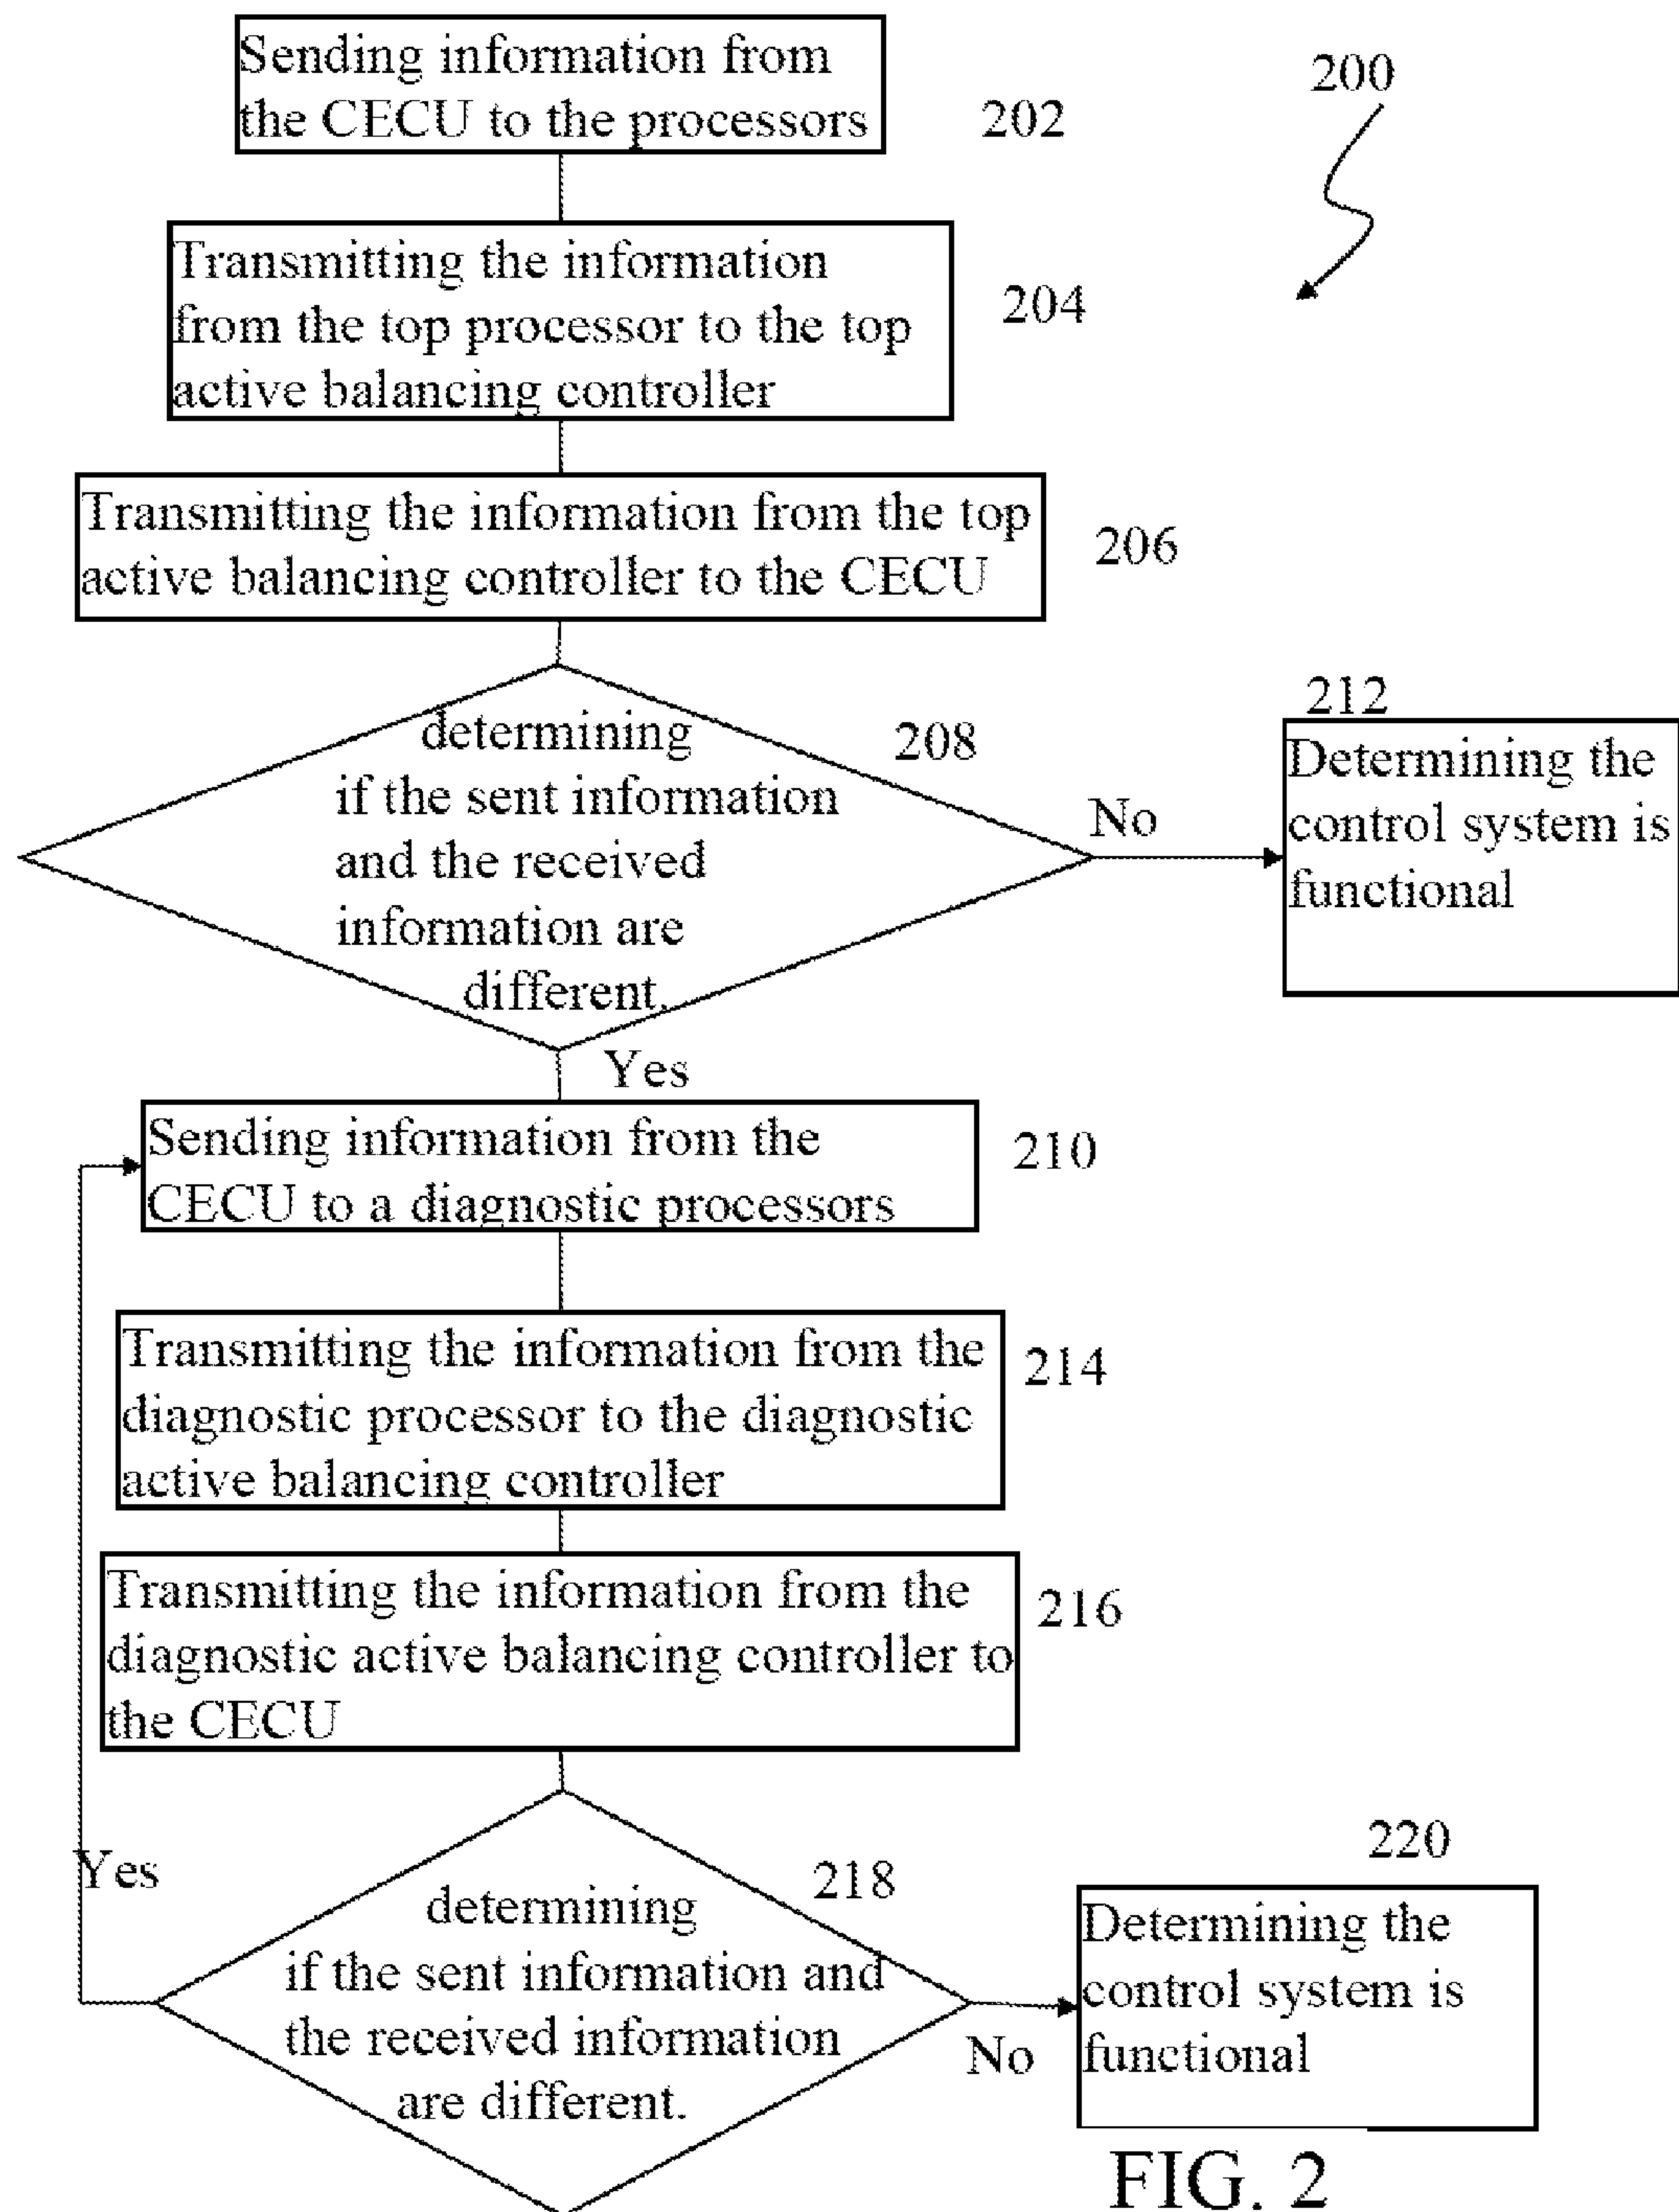 Sending information from
the CECU to the processors
202
200
Transmitting the information
from the top processor to the top
active balancing controller
204
Transmitting the information from the top
active balancing controller to the CECU
206
determining
if the sent information
and the received
information are
different.
208
No
212
Determining the
control system is
functional
Yes
Sending information from the
CECU to a diagnostic processors
210
Transmitting the information from the
diagnostic processor to the diagnostic
active balancing controller
214
Transmitting the information from the
diagnostic active balancing controller to
the CECU
216
Yes
determining
if the sent information and
the received information
are different.
218
No
220
Determining the
control system is
functional
FIG. 2